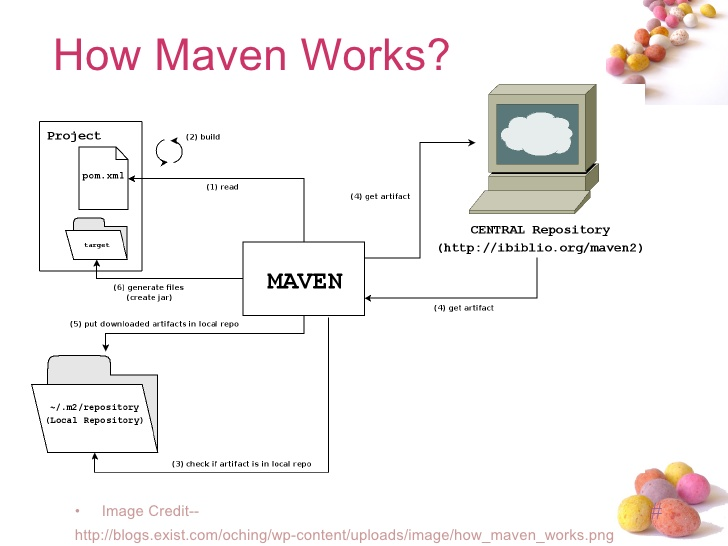 How Maven Works?
Project
(2) build
pom.xml
(1) read
(4) get artifact
target
CENTRAL Repository
(http://ibiblio.org/maven2)
MAVEN
(6) generate files
(create jar)
(4) get artifact
(5) put downloaded artifacts in local repo
~/.m2/repository
(Local Repository)
(3) check if artifact is in local repo
• Image Credit--
http://blogs.exist.com/oching/wp-content/uploads/image/how_maven_works.png
#